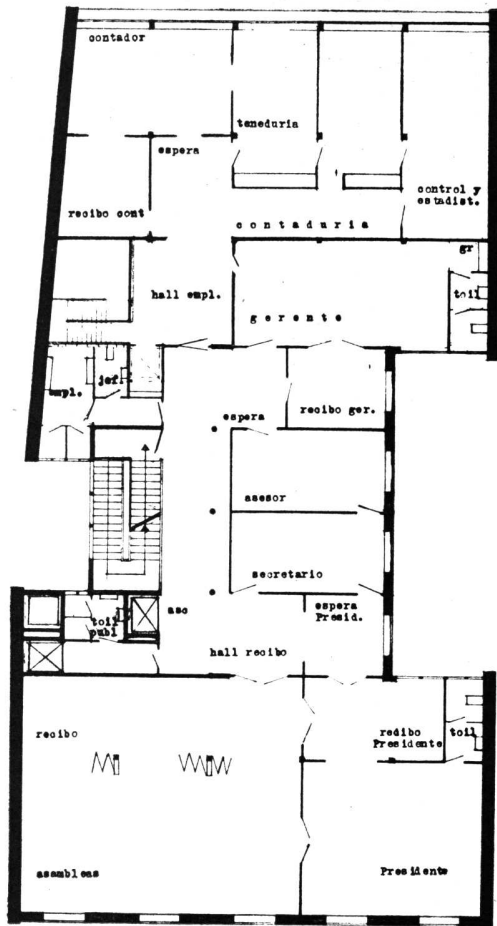 contador
teneduria
espera
control y
estadist.
recibo cont
contaduria
gr
hall empl.
toil
gerente
jef.
empl.
espera
recibo ger.
asesor
secretario
asc
espera
Presid.
toil
publ
hall recibo
recibo
redibo
Presidente
toil
asambleas
Presidente